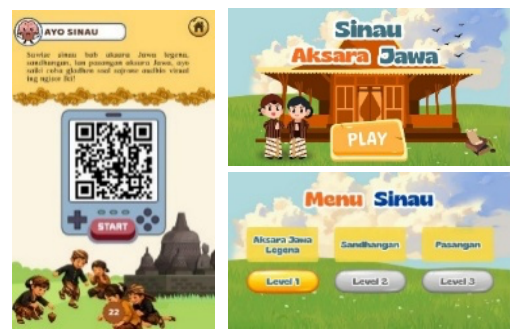 AYO SINAU
Sawise sinau bab aksara Jawa legena,
sandhangan, lan pasangan aksara Jawa, ayo
saiki coba gladhen soal saprene audhio visual
ing ngisor iki!
START
22
Sinau
Aksara Jawa
PLAY
Menu Sinau
Aksara Jawa
Legena
Sandhangan
Pasangan
Level 1
Level 2
Level 3